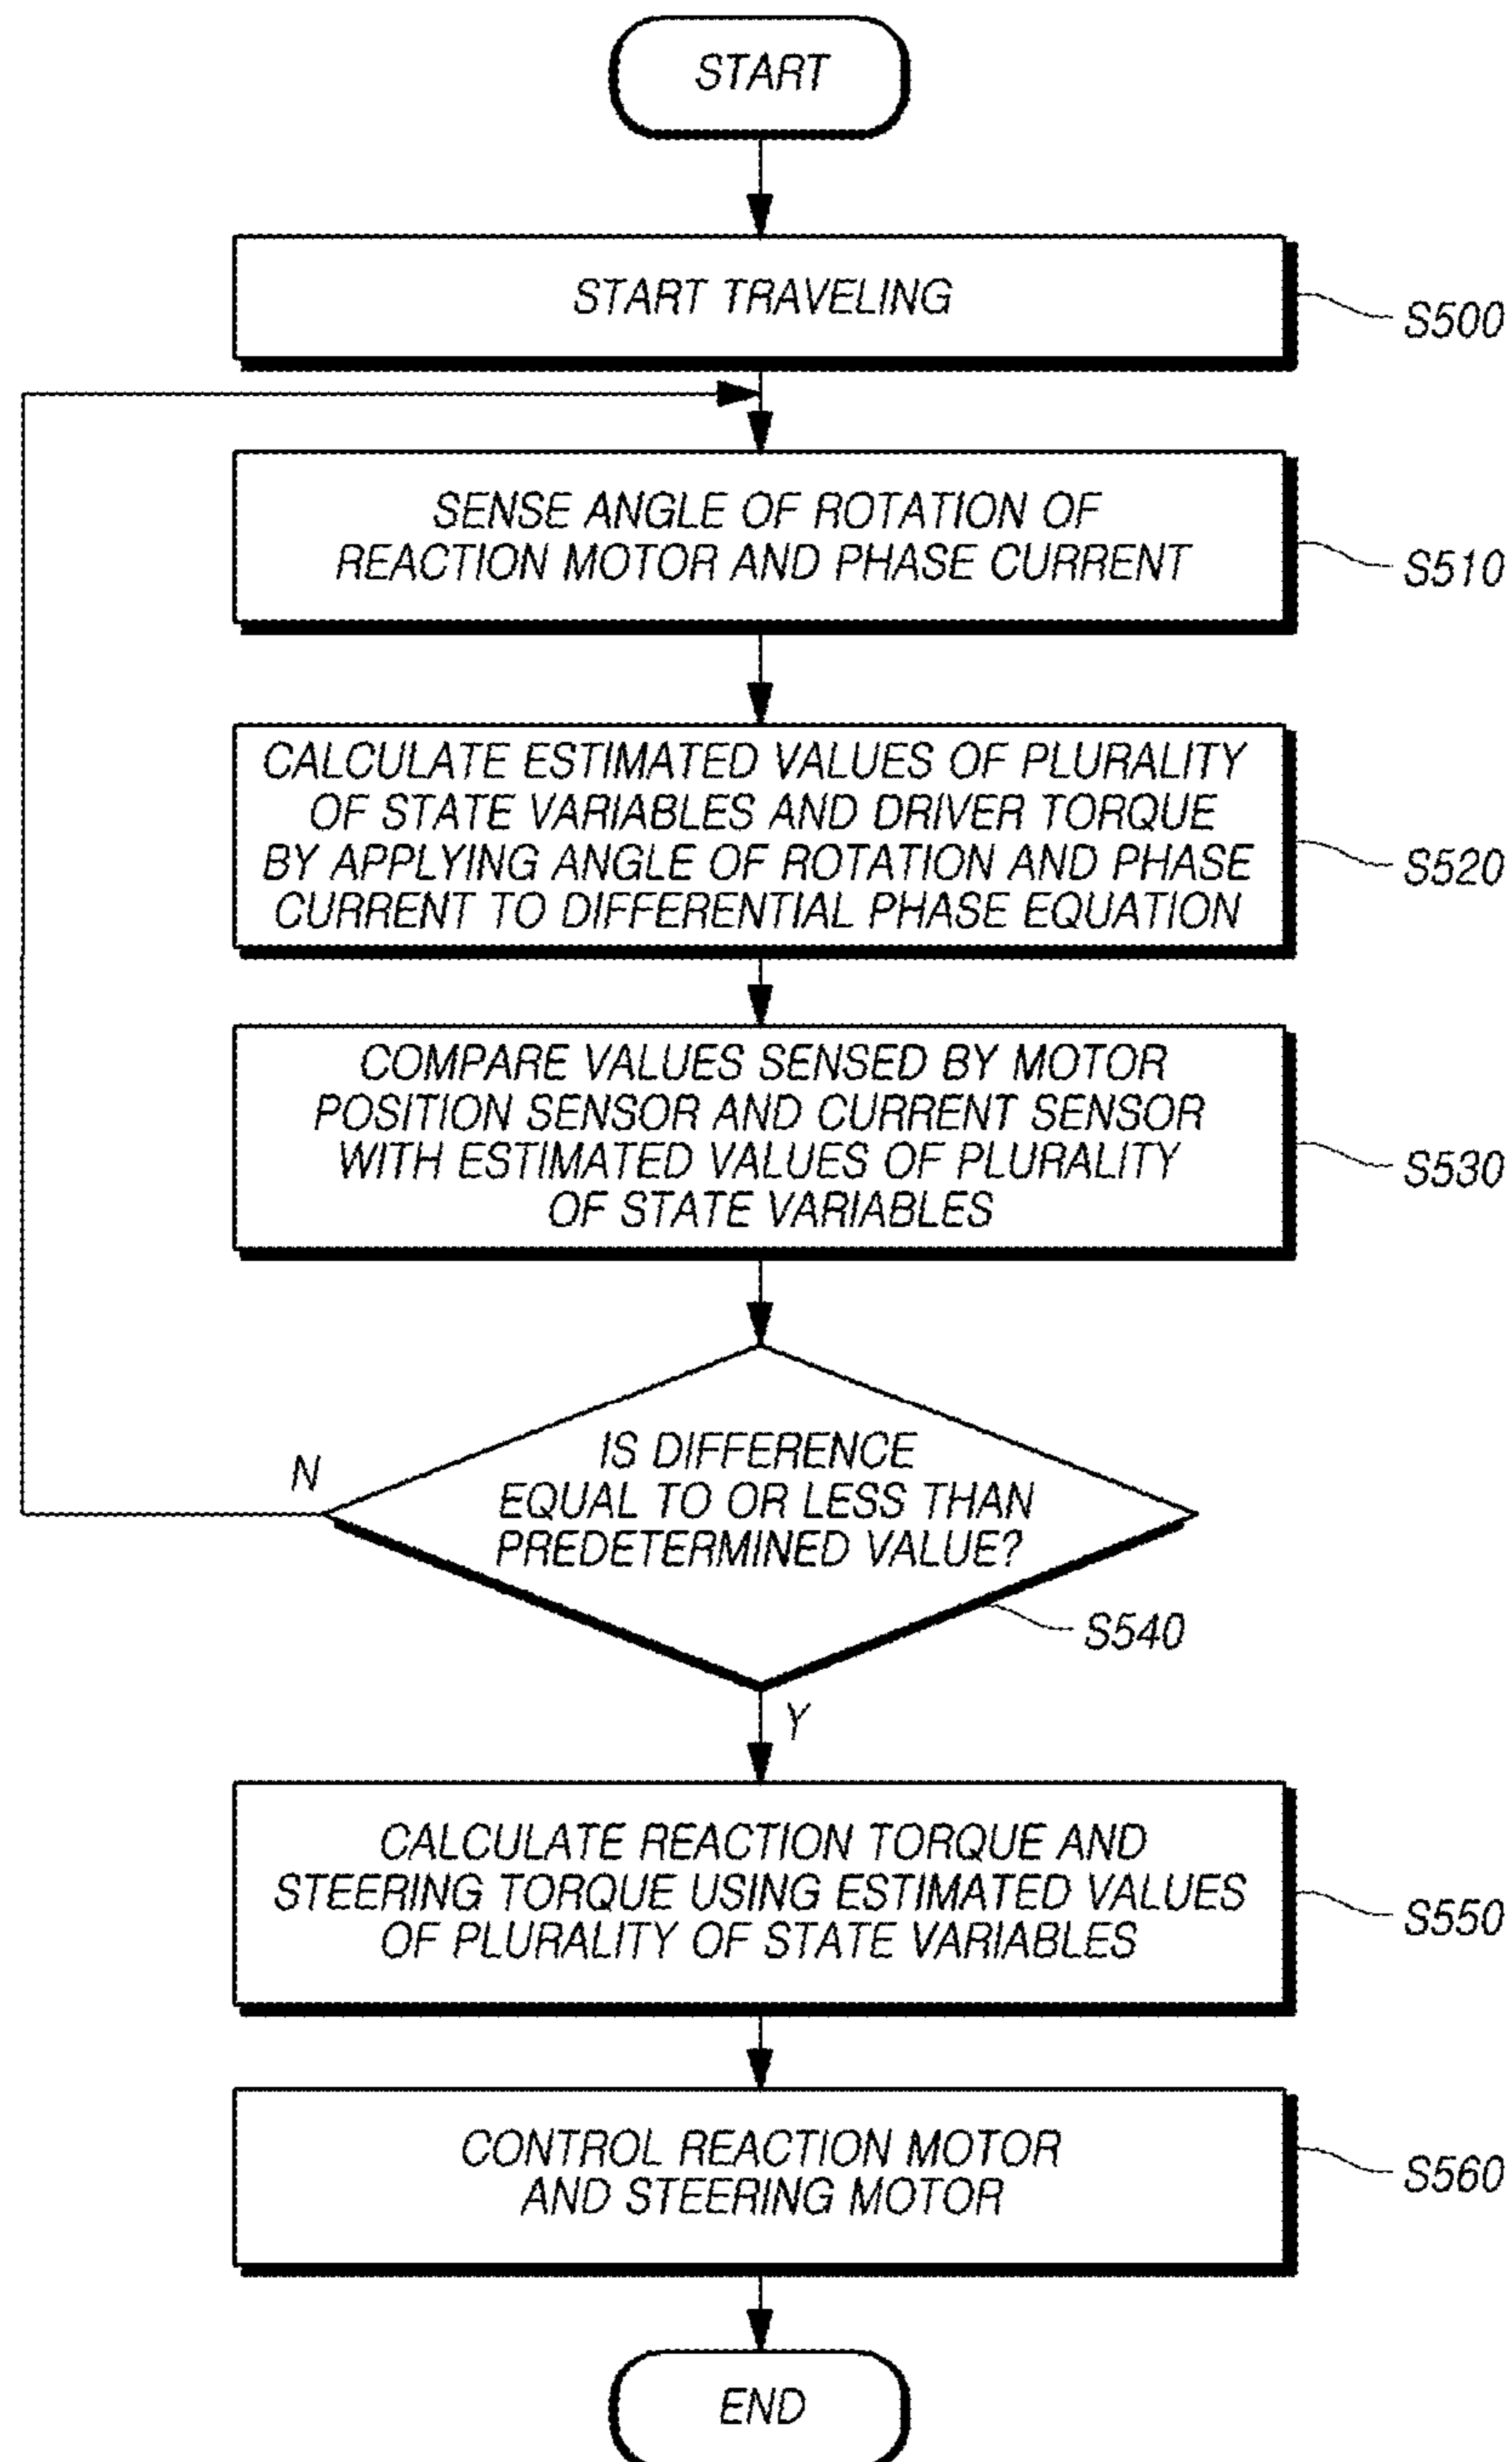 START
START TRAVELING
S500
SENSE ANGLE OF ROTATION OF
REACTION MOTOR AND PHASE CURRENT
S510
CALCULATE ESTIMATED VALUES OF PLURALITY
OF STATE VARIABLES AND DRIVER TORQUE
BY APPLYING ANGLE OF ROTATION AND PHASE
CURRENT TO DIFFERENTIAL PHASE EQUATION
S520
COMPARE VALUES SENSED BY MOTOR
POSITION SENSOR AND CURRENT SENSOR
WITH ESTIMATED VALUES OF PLURALITY
OF STATE VARIABLES
S530
N
IS DIFFERENCE
EQUAL TO OR LESS THAN
PREDETERMINED VALUE?
S540
Y
CALCULATE REACTION TORQUE AND
STEERING TORQUE USING ESTIMATED VALUES
OF PLURALITY OF STATE VARIABLES
S550
CONTROL REACTION MOTOR
AND STEERING MOTOR
S560
END